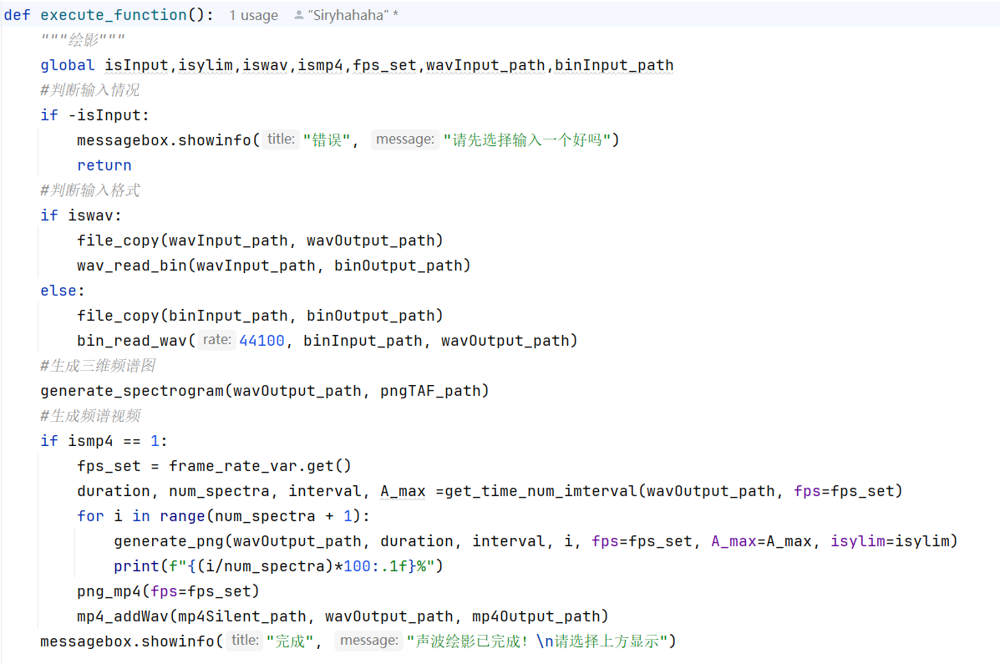 def execute_function():  1 usage  “Siryhahaha” *
    """绘影"""
    global isInput,isylim,iswav,ismp4,fps_set,wavInput_path,binInput_path
    #判断输入情况
    if -isInput:
        messagebox.showinfo( title: "错误",  message: "请先选择输入一个好吗")
        return
    #判断输入格式
    if iswav:
        file_copy(wavInput_path, wavOutput_path)
        wav_read_bin(wavInput_path, binOutput_path)
    else:
        file_copy(binInput_path, binOutput_path)
        bin_read_wav( rate: 44100, binInput_path, wavOutput_path)
    #生成三维频谱图
    generate_spectrogram(wavOutput_path, pngTAF_path)
    #生成频谱视频
    if ismp4 == 1:
        fps_set = frame_rate_var.get()
        duration, num_spectra, interval, A_max =get_time_num_imterval(wavOutput_path, fps=fps_set)
        for i in range(num_spectra + 1):
            generate_png(wavOutput_path, duration, interval, i, fps=fps_set, A_max=A_max, isylim=isylim)
            print(f"{(i/num_spectra)*100:.1f}%")
        png_mp4(fps=fps_set)
        mp4_addWav(mp4Silent_path, wavOutput_path, mp4Output_path)
    messagebox.showinfo( title: "完成",  message: "声波绘影已完成！\n请选择上方显示")